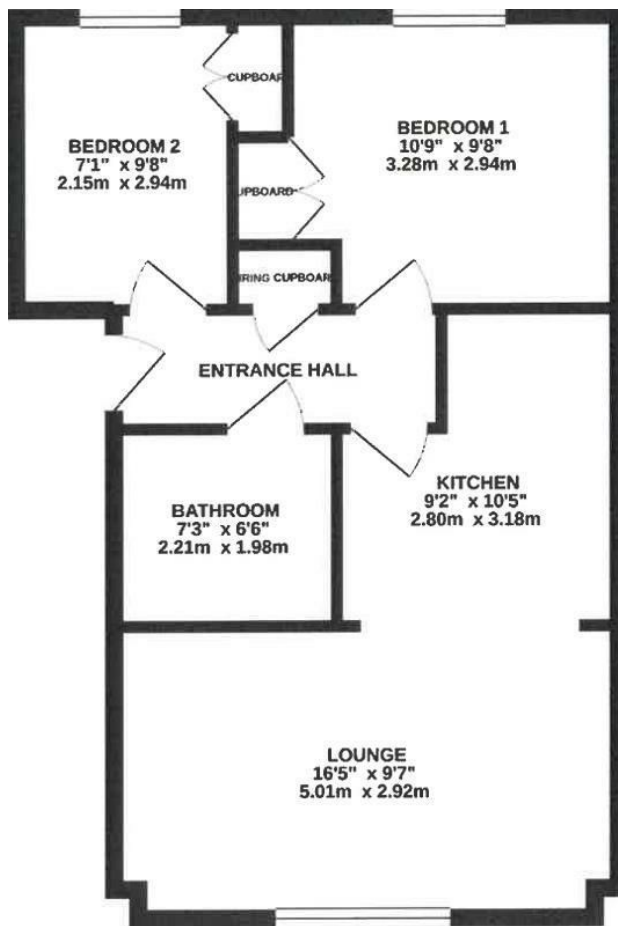 CUPBOAR
BEDROOM 2
7'1" x 9'8"
2.15m x 2.94m
BEDROOM 1
10'9" x 9'8"
3.28m x 2.94m
UPBOARD
IRING CUPBOARD
ENTRANCE HALL
KITCHEN
9'2" x 10'5"
2.80m x 3.18m
BATHROOM
7'3" x 6'6"
2.21m x 1.98m
LOUNGE
16'5" x 9'7"
5.01m x 2.92m